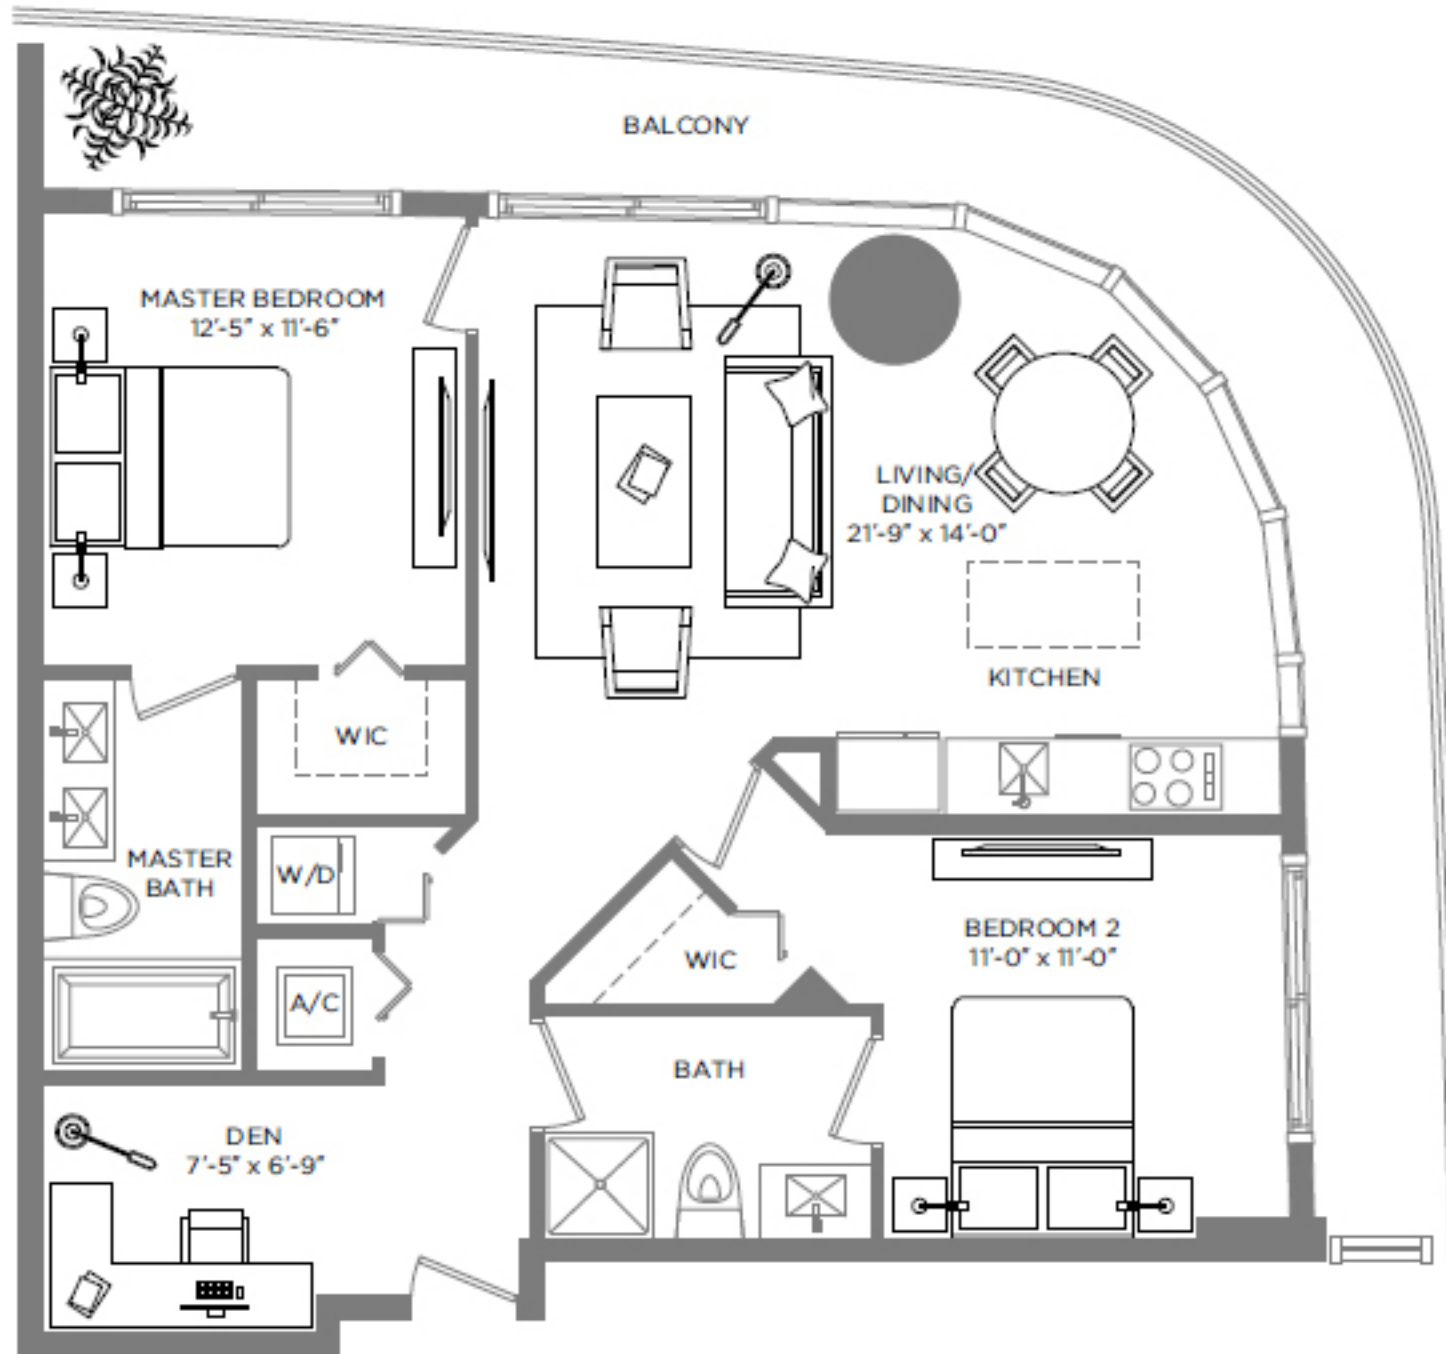 BALCONY
MASTER BEDROOM
12'-5" x 11'-6"
LIVING/
DINING
21'-9" x 14'-0"
KITCHEN
WIC
MASTER
BATH
W/D
BEDROOM 2
11'-0" x 11'-0"
WIC
A/C
BATH
DEN
7'-5" x 6'-9"